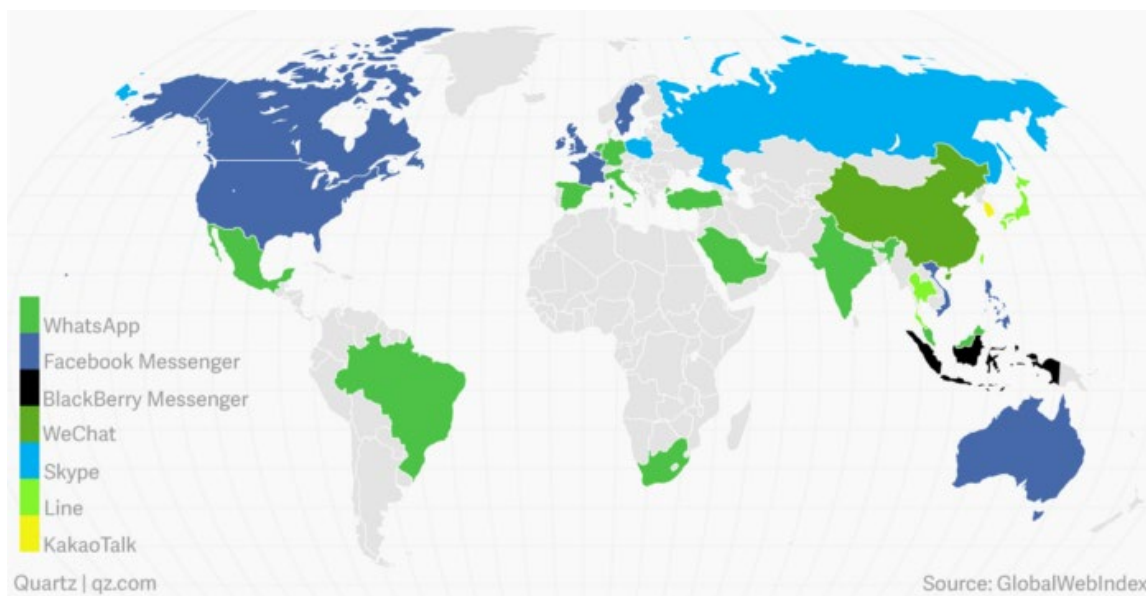 WhatsApp
Facebook Messenger
BlackBerry Messenger
WeChat
Skype
Line
KakaoTalk
Quartz | qz.com
Source: GlobalWebIndex